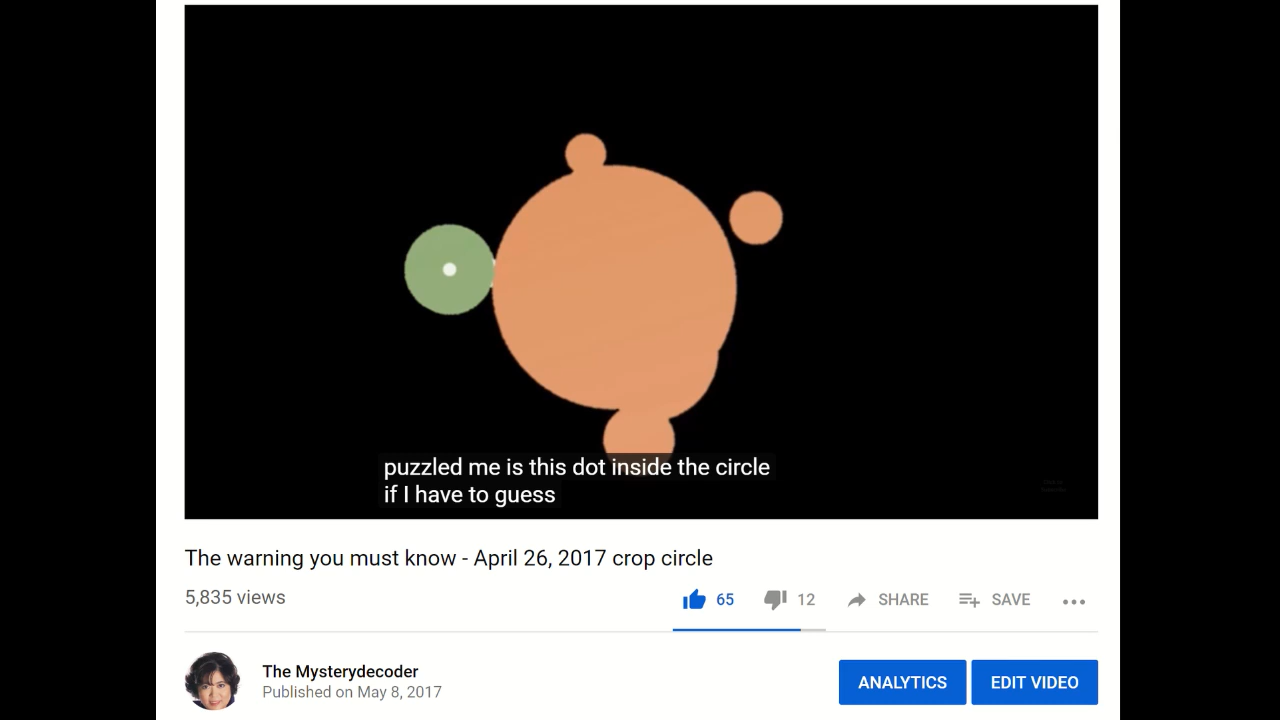 puzzled me is this dot inside the circle
if I have to guess
The warning you must know - April 26, 2017 crop circle
5,835 views
65
12
SHARE
SAVE
The Mysterydecoder
Published on May 8, 2017
ANALYTICS
EDIT VIDEO